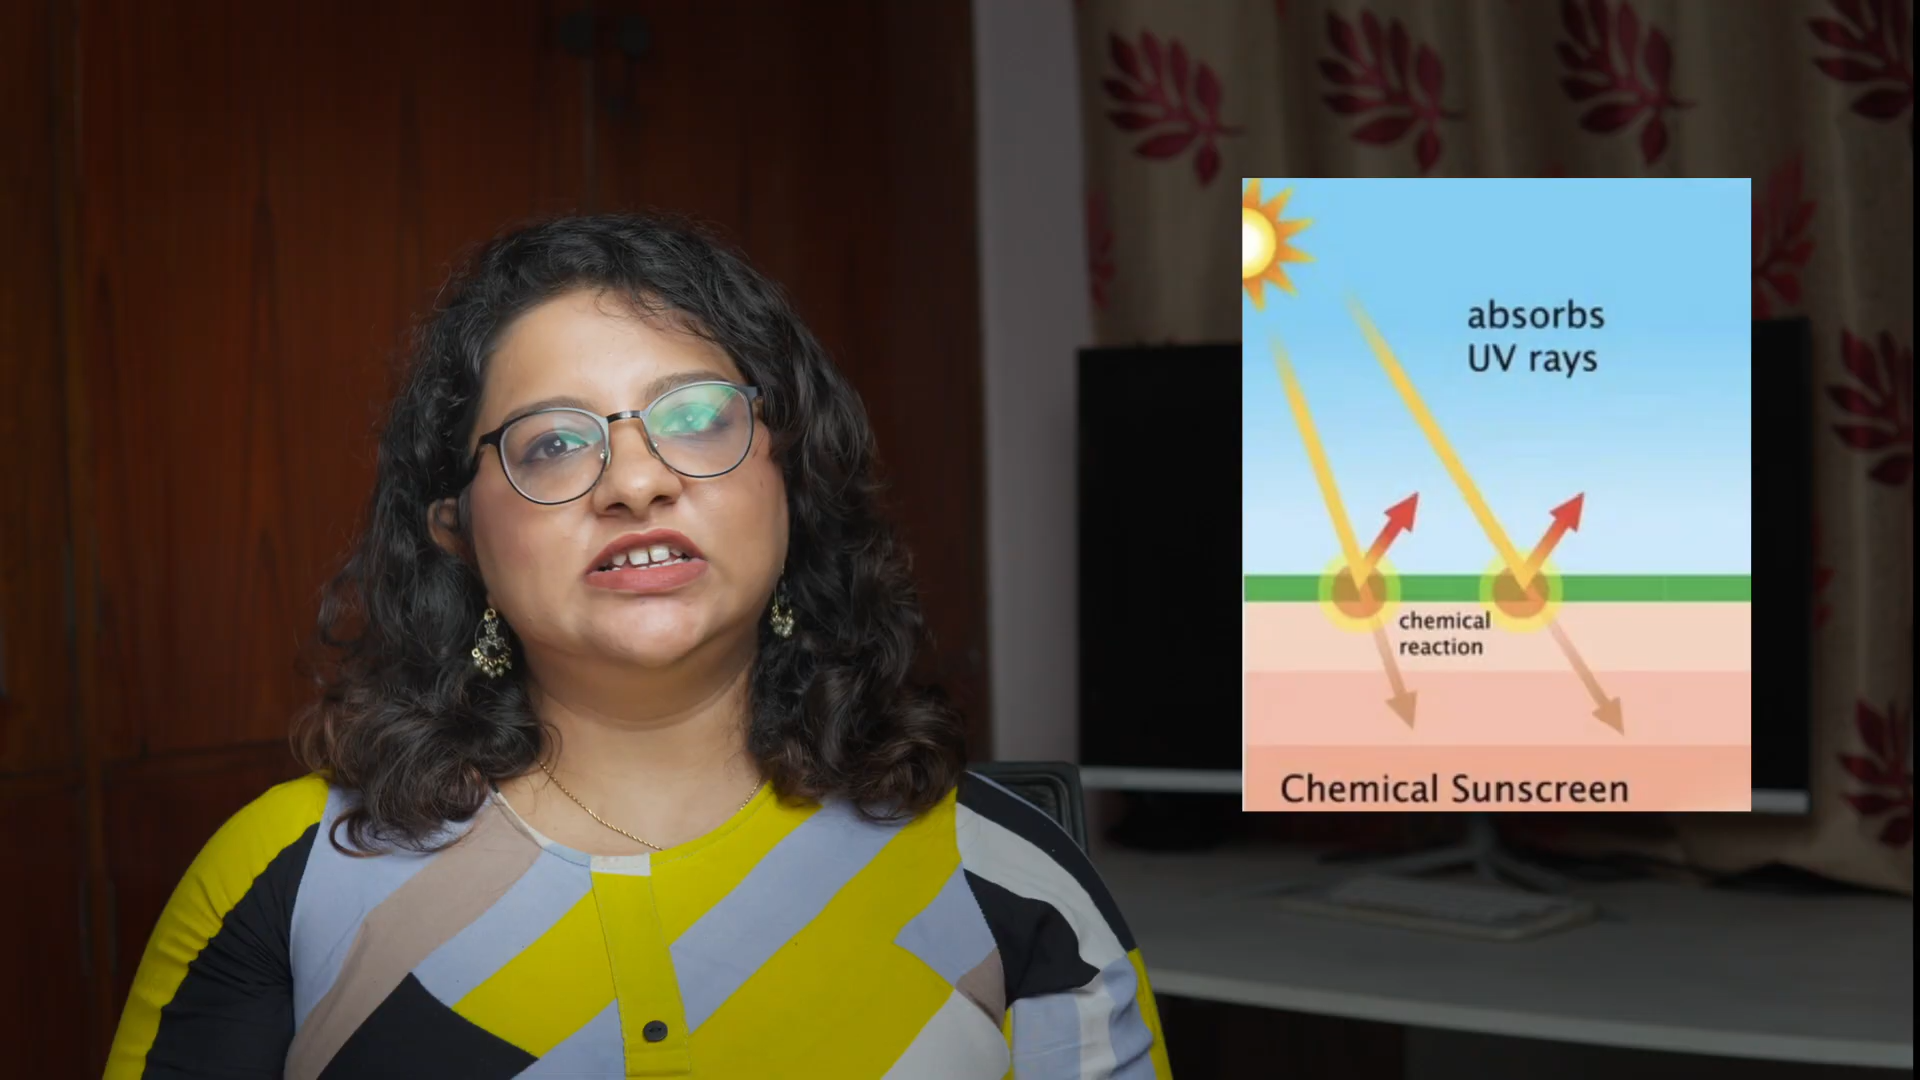 absorbs
UV rays
chemical
reaction
Chemical Sunscreen